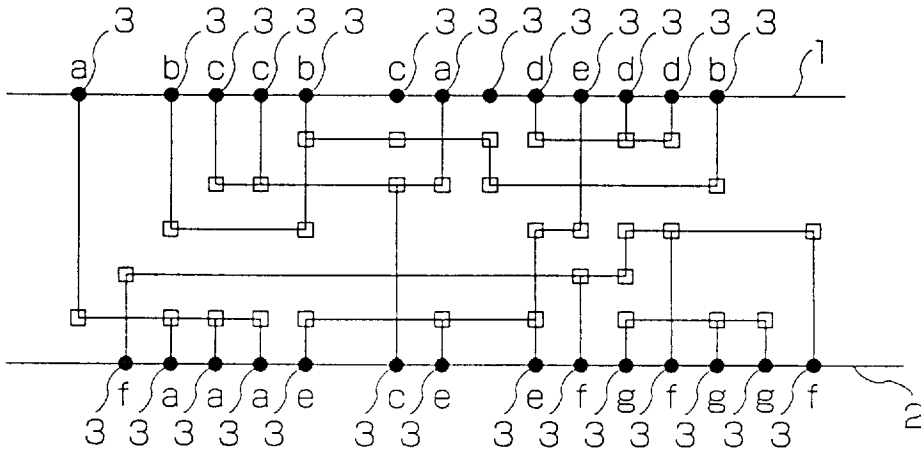 3 3 3 3 3 3 3 3 3 3 3 3 3
a b c c b c a d e d d b 1
f a a a e c e e f g f g g f 2
3 3 3 3 3 3 3 3 3 3 3 3 3 3